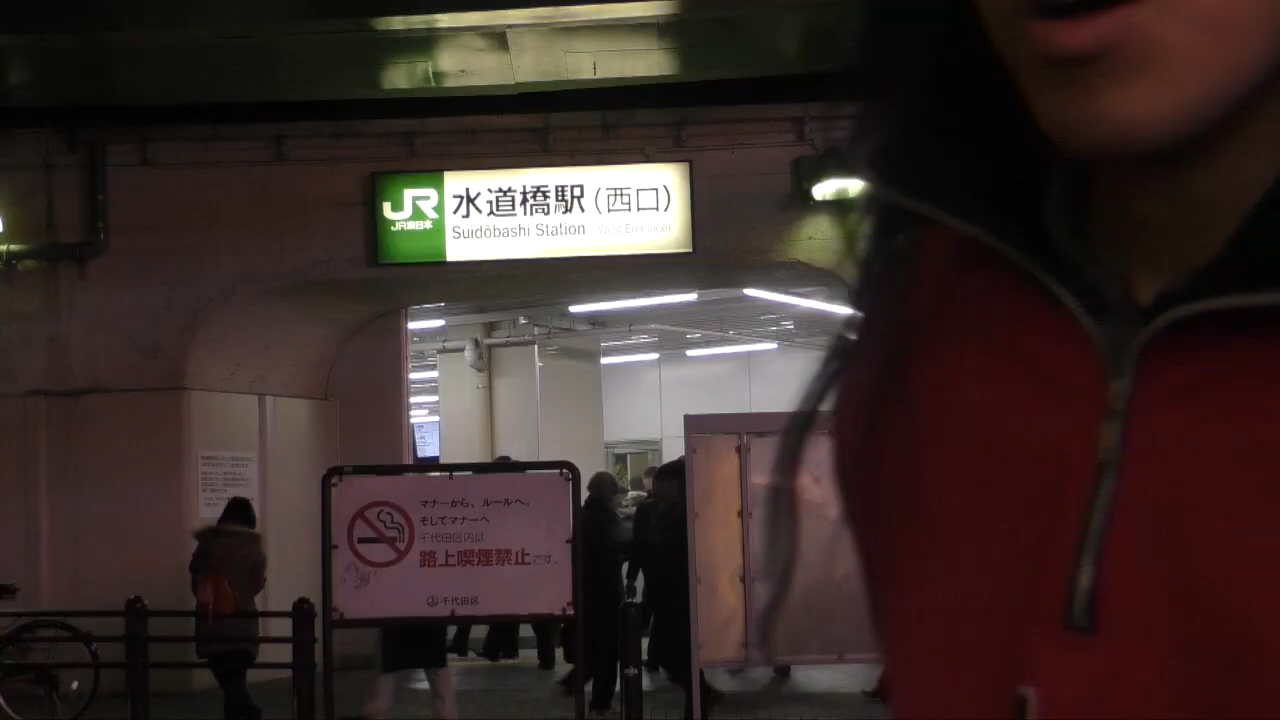 JR
JR東日本
水道橋駅(西口)
Suidōbashi Station (West Entrance)
マナーから、ルールへ。
そしてマナーへ
千代田区内は
路上喫煙禁止です。
千代田区